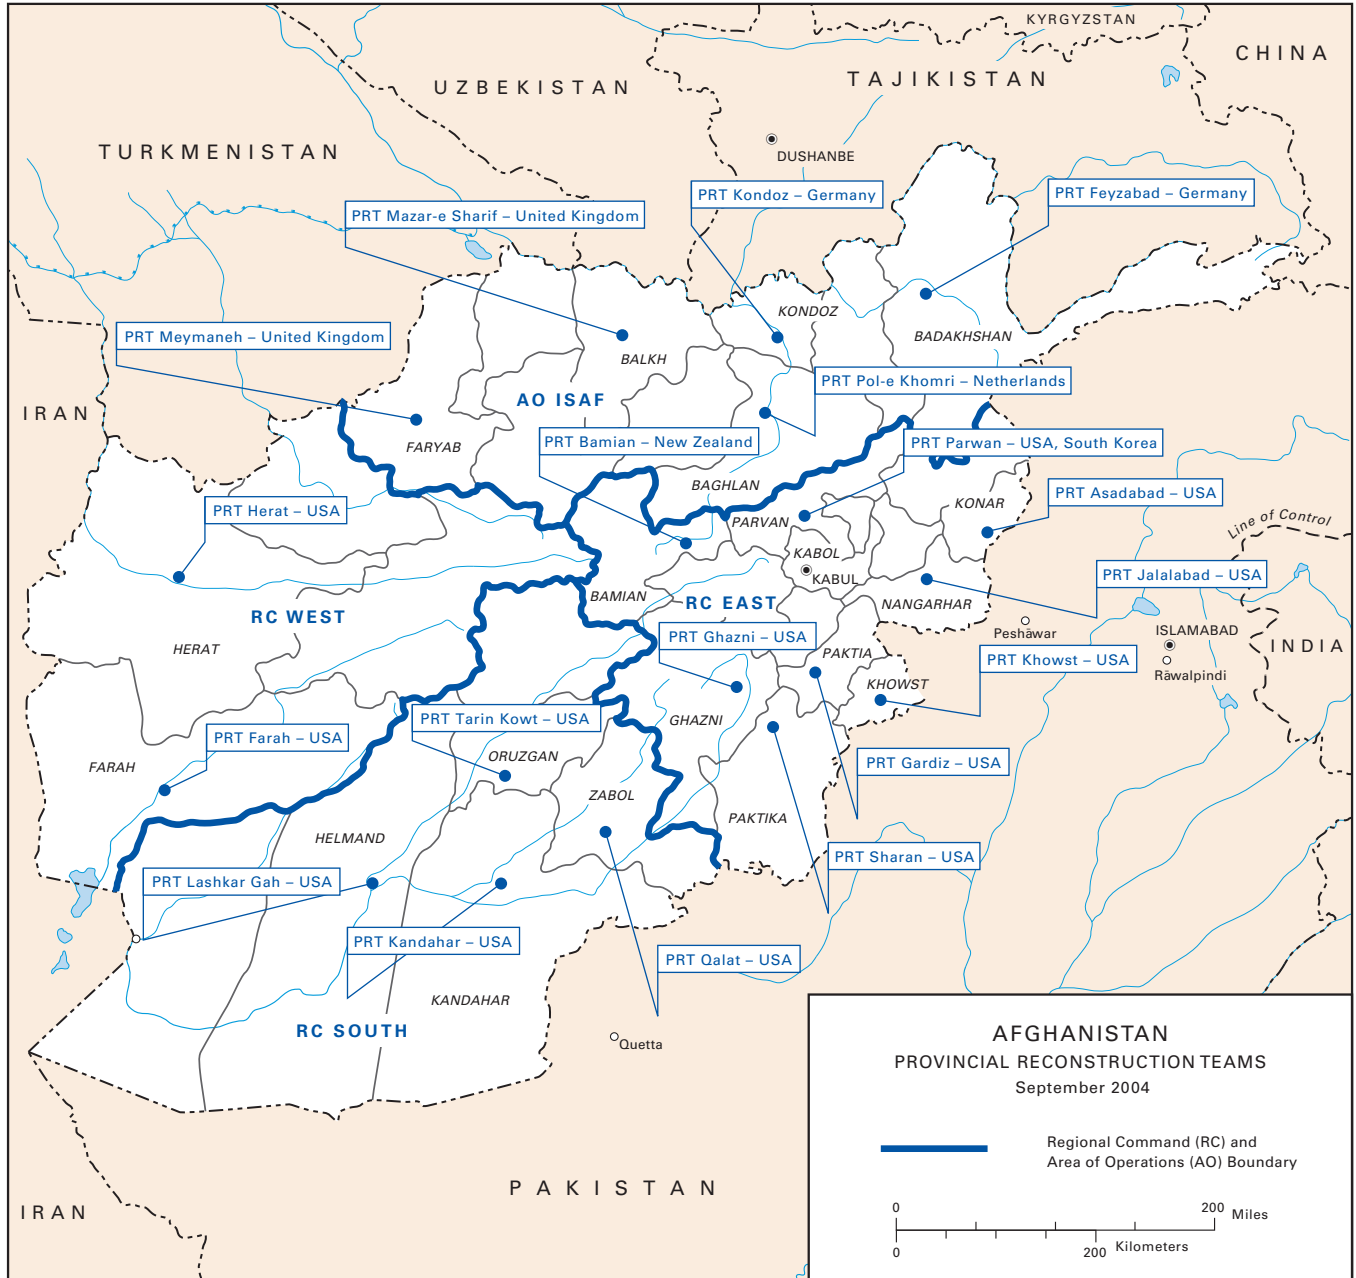 KYRGYZSTAN
CHINA
TAJIKISTAN
UZBEKISTAN
TURKMENISTAN
DUSHANBE
PRT Kondoz – Germany
PRT Feyzabad – Germany
PRT Mazar-e Sharif – United Kingdom
KONDOZ
PRT Meymaneh – United Kingdom
BADAKHSHAN
BALKH
PRT Pol-e Khomri – Netherlands
AO ISAF
IRAN
FARYAB
PRT Bamian – New Zealand
PRT Parwan – USA, South Korea
BAGHLAN
PRT Asadabad – USA
KONAR
PRT Herat – USA
PARVAN
Line of Control
KABOL
KABUL
PRT Jalalabad – USA
BAMIAN
RC EAST
NANGARHAR
RC WEST
Peshāwar
ISLAMABAD
PRT Ghazni – USA
HERAT
PAKTIA
PRT Khowst – USA
INDIA
Rāwalpindi
KHOWST
PRT Tarin Kowt – USA
GHAZNI
PRT Farah – USA
ORUZGAN
PRT Gardiz – USA
FARAH
ZABOL
PAKTIKA
HELMAND
PRT Sharan – USA
PRT Lashkar Gah – USA
PRT Kandahar – USA
PRT Qalat – USA
KANDAHAR
RC SOUTH
Quetta
AFGHANISTAN
PROVINCIAL RECONSTRUCTION TEAMS
September 2004
Regional Command (RC) and
Area of Operations (AO) Boundary
PAKISTAN
IRAN
0 200 Miles
0 200 Kilometers